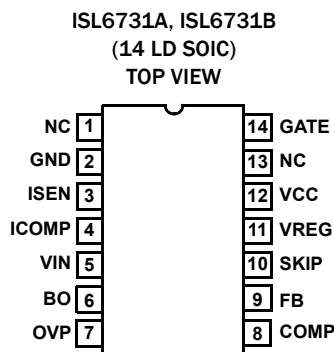 ISL6731A, ISL6731B
(14 LD SOIC)
TOP VIEW
NC 1 14 GATE
GND 2 13 NC
ISEN 3 12 VCC
ICOMP 4 11 VREG
VIN 5 10 SKIP
BO 6 9 FB
OVP 7 8 COMP